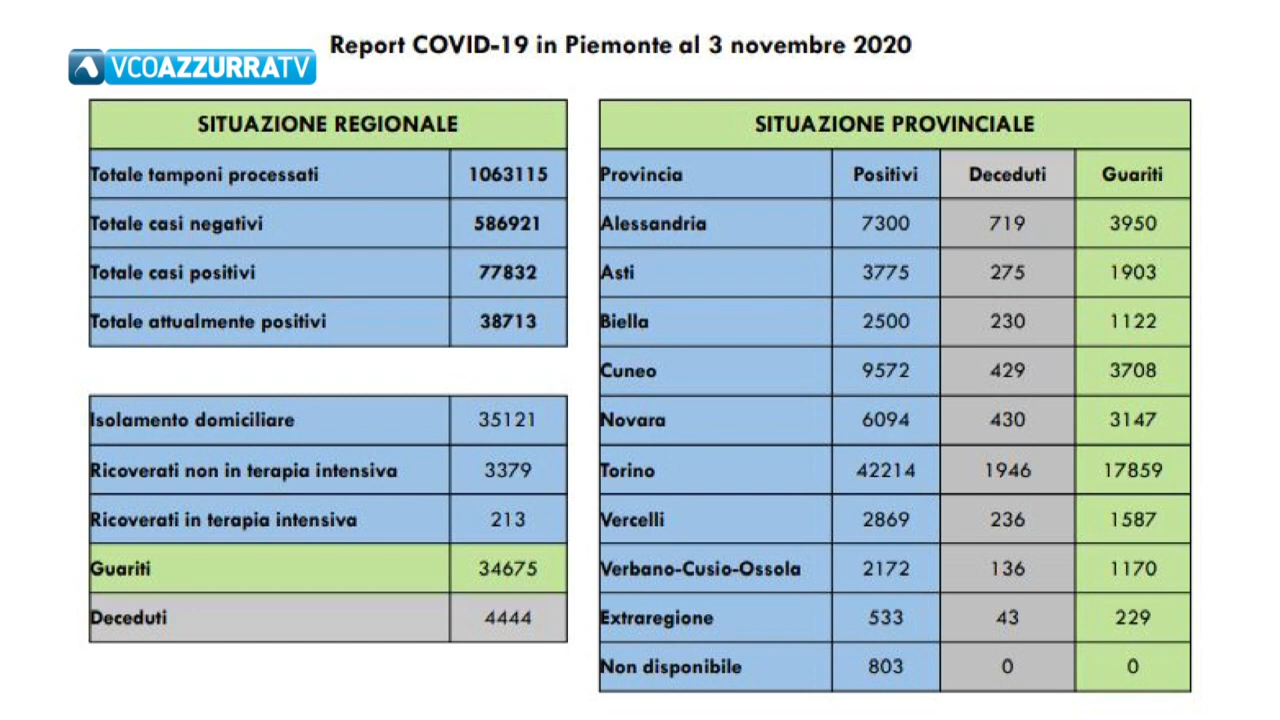 Report COVID-19 in Piemonte al 3 novembre 2020
VCOAZZURRATV
SITUAZIONE REGIONALE
Totale tamponi processati 1063115
Totale casi negativi 586921
Totale casi positivi 77832
Totale attualmente positivi 38713
Isolamento domiciliare 35121
Ricoverati non in terapia intensiva 3379
Ricoverati in terapia intensiva 213
Guariti 34675
Deceduti 4444
SITUAZIONE PROVINCIALE
Provincia Positivi Deceduti Guariti
Alessandria 7300 719 3950
Asti 3775 275 1903
Biella 2500 230 1122
Cuneo 9572 429 3708
Novara 6094 430 3147
Torino 42214 1946 17859
Vercelli 2869 236 1587
Verbano-Cusio-Ossola 2172 136 1170
Extraregione 533 43 229
Non disponibile 803 0 0